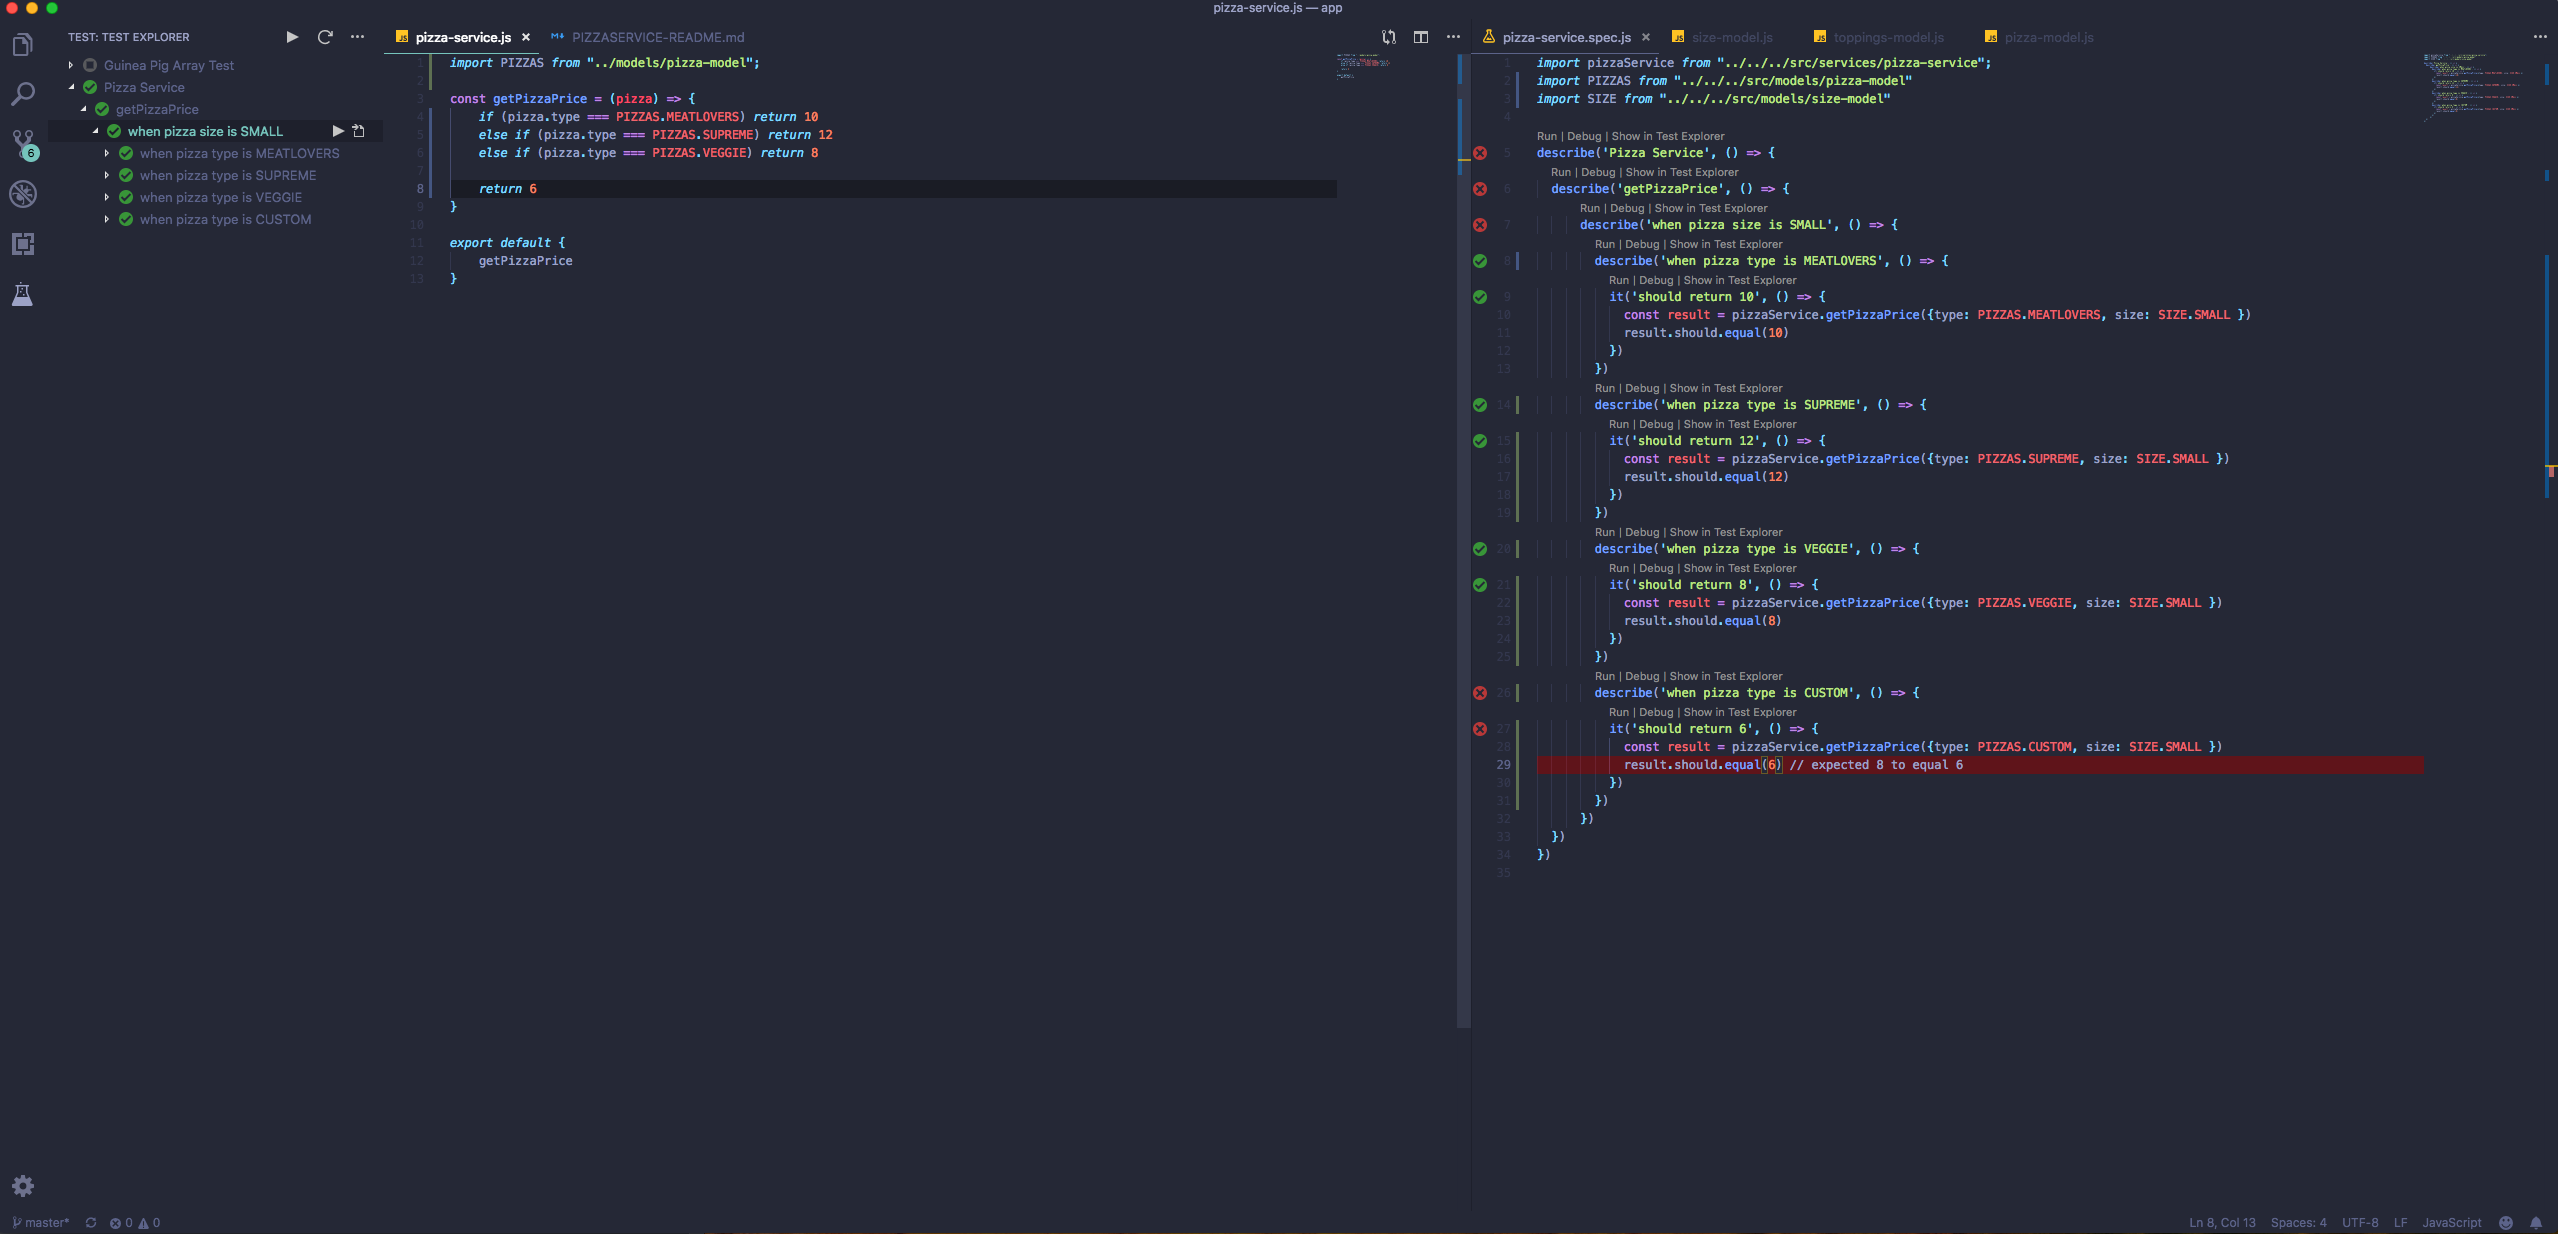 pizza-service.js — app
TEST: TEST EXPLORER
Guinea Pig Array Test
Pizza Service
getPizzaPrice
when pizza size is SMALL
when pizza type is MEATLOVERS
when pizza type is SUPREME
when pizza type is VEGGIE
when pizza type is CUSTOM
6
pizza-service.js
PIZZASERVICE-README.md
1 import PIZZAS from "../models/pizza-model";
2
3 const getPizzaPrice = (pizza) => {
4 if (pizza.type === PIZZAS.MEATLOVERS) return 10
5 else if (pizza.type === PIZZAS.SUPREME) return 12
6 else if (pizza.type === PIZZAS.VEGGIE) return 8
7
8 return 6
9 }
10
11 export default {
12 getPizzaPrice
13 }
pizza-service.spec.js
size-model.js
toppings-model.js
pizza-model.js
1 import pizzaService from "../../../src/services/pizza-service";
2 import PIZZAS from "../../../src/models/pizza-model"
3 import SIZE from "../../../src/models/size-model"
4
Run | Debug | Show in Test Explorer
5 describe('Pizza Service', () => {
Run | Debug | Show in Test Explorer
6 describe('getPizzaPrice', () => {
Run | Debug | Show in Test Explorer
7 describe('when pizza size is SMALL', () => {
Run | Debug | Show in Test Explorer
8 describe('when pizza type is MEATLOVERS', () => {
Run | Debug | Show in Test Explorer
9 it('should return 10', () => {
10 const result = pizzaService.getPizzaPrice({type: PIZZAS.MEATLOVERS, size: SIZE.SMALL })
11 result.should.equal(10)
12 })
13 })
Run | Debug | Show in Test Explorer
14 describe('when pizza type is SUPREME', () => {
Run | Debug | Show in Test Explorer
15 it('should return 12', () => {
16 const result = pizzaService.getPizzaPrice({type: PIZZAS.SUPREME, size: SIZE.SMALL })
17 result.should.equal(12)
18 })
19 })
Run | Debug | Show in Test Explorer
20 describe('when pizza type is VEGGIE', () => {
Run | Debug | Show in Test Explorer
21 it('should return 8', () => {
22 const result = pizzaService.getPizzaPrice({type: PIZZAS.VEGGIE, size: SIZE.SMALL })
23 result.should.equal(8)
24 })
25 })
Run | Debug | Show in Test Explorer
26 describe('when pizza type is CUSTOM', () => {
Run | Debug | Show in Test Explorer
27 it('should return 6', () => {
28 const result = pizzaService.getPizzaPrice({type: PIZZAS.CUSTOM, size: SIZE.SMALL })
29 result.should.equal(6) // expected 8 to equal 6
30 })
31 })
32 })
33 })
34 })
35
master* 0 0
Ln 8, Col 13 Spaces: 4 UTF-8 LF JavaScript